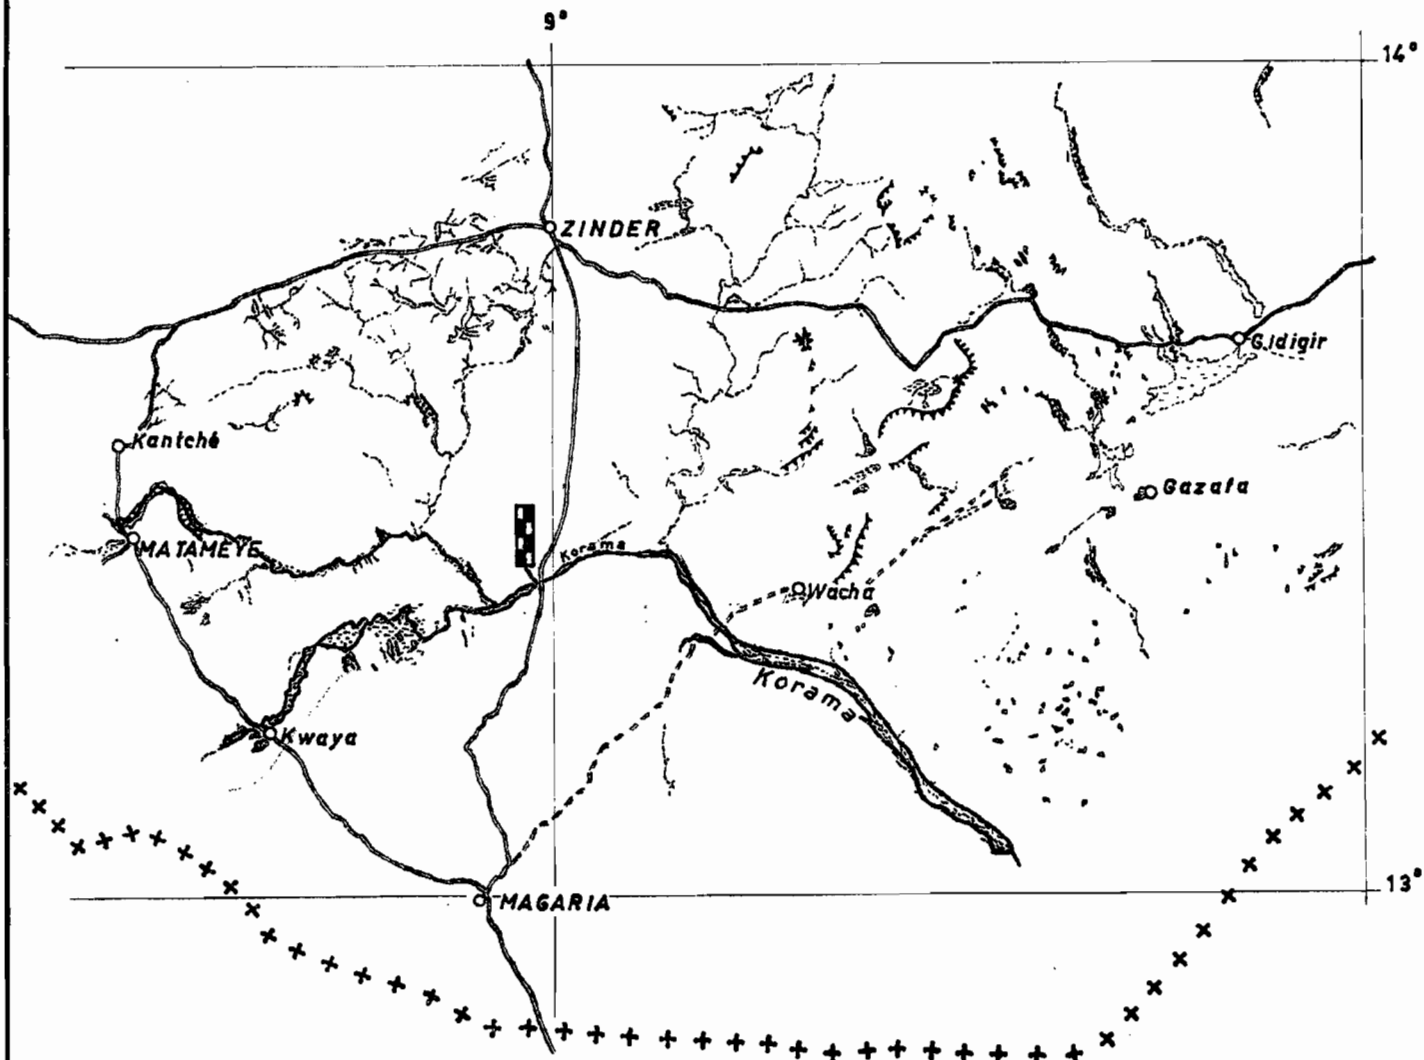 9°
14°
ZINDER
G.Idigir
Kantché
Gazafa
MATAMEYE
Korama
Wacha
Korama
Kwaya
13°
MAGARIA